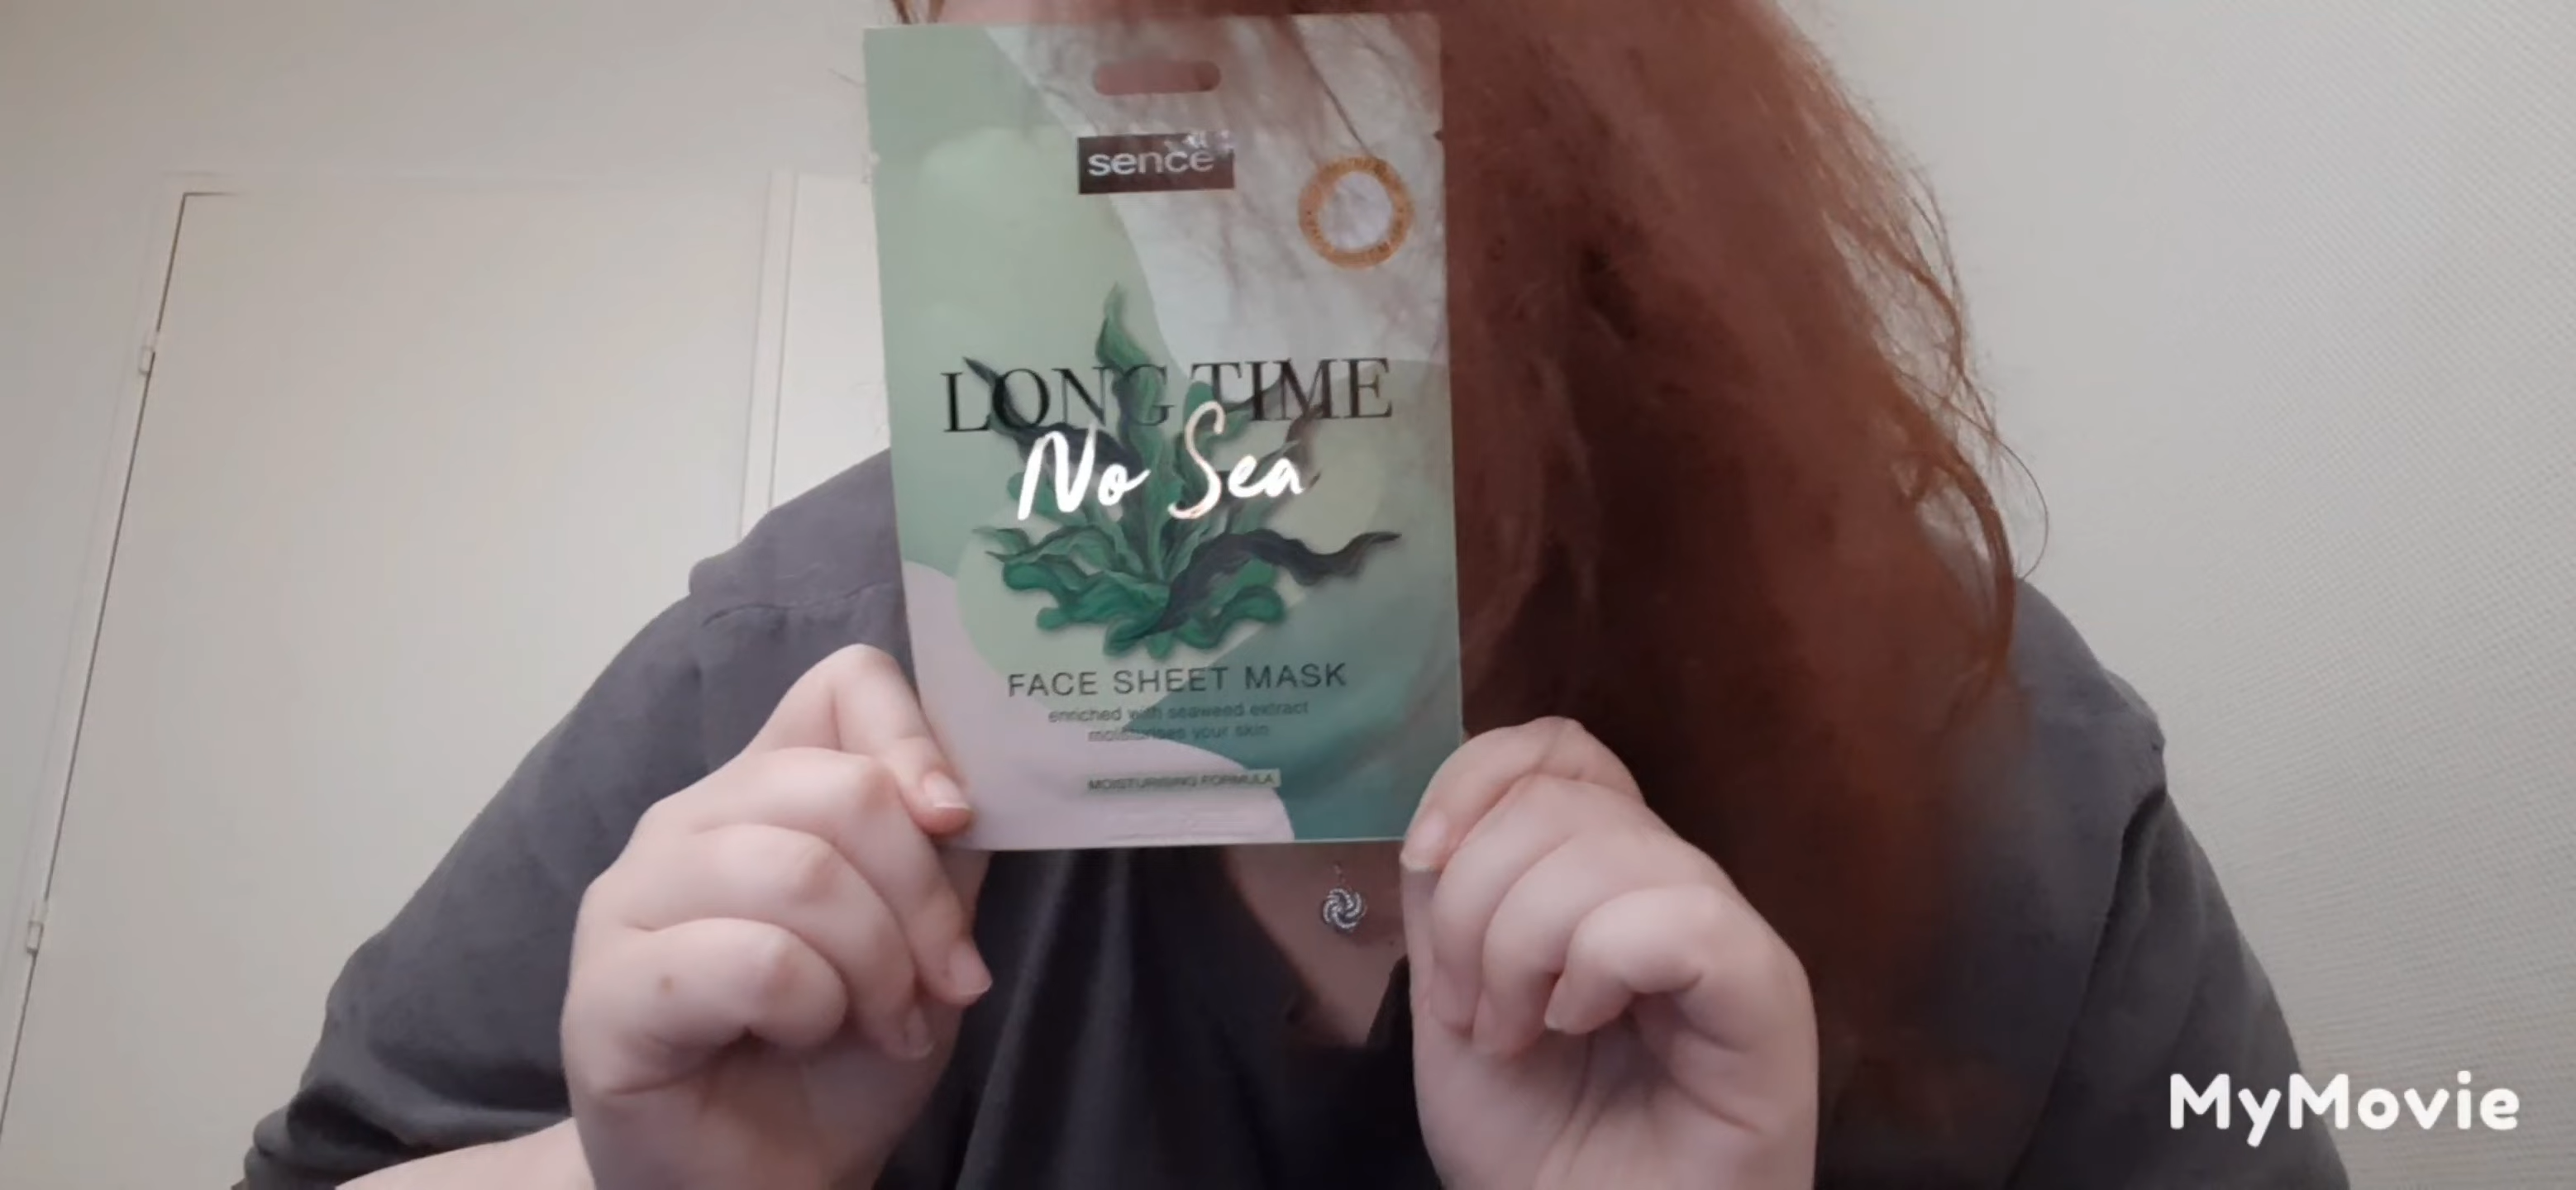 sence
LONG TIME
No Sea
FACE SHEET MASK
enriched with seaweed extract
moisturises your skin
MOISTURISING FORMULA
MyMovie